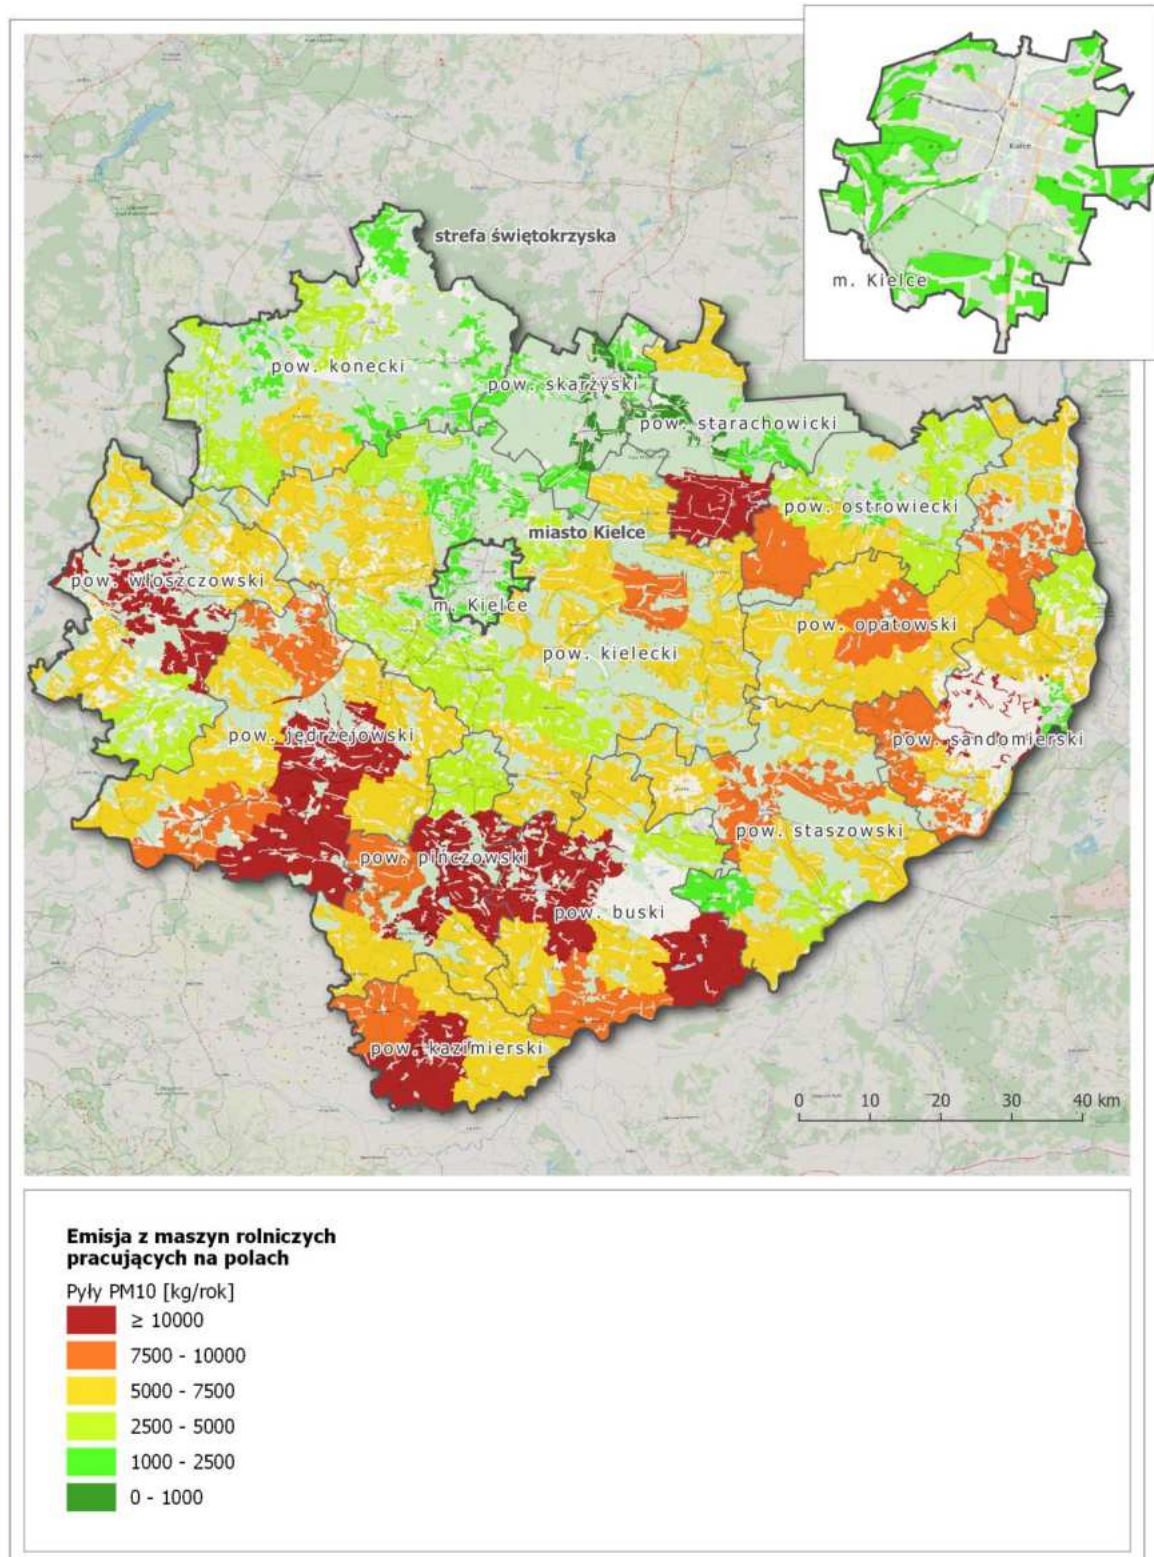 Kielce
m. Kielce
strefa świętokrzyska
pow. konecki
pow. skarżyski
pow. starachowicki
pow. ostrowiecki
miasto Kielce
pow. włoszczowski
m. Kielce
pow. opatowski
pow. kielecki
pow. jędrzejowski
pow. sandomierski
pow. staszowski
pow. pińczowski
pow. buski
pow. kazimierski
0 10 20 30 40 km
Emisja z maszyn rolniczych
pracujących na polach
Pyły PM10 [kg/rok]
≥ 10000
7500 - 10000
5000 - 7500
2500 - 5000
1000 - 2500
0 - 1000